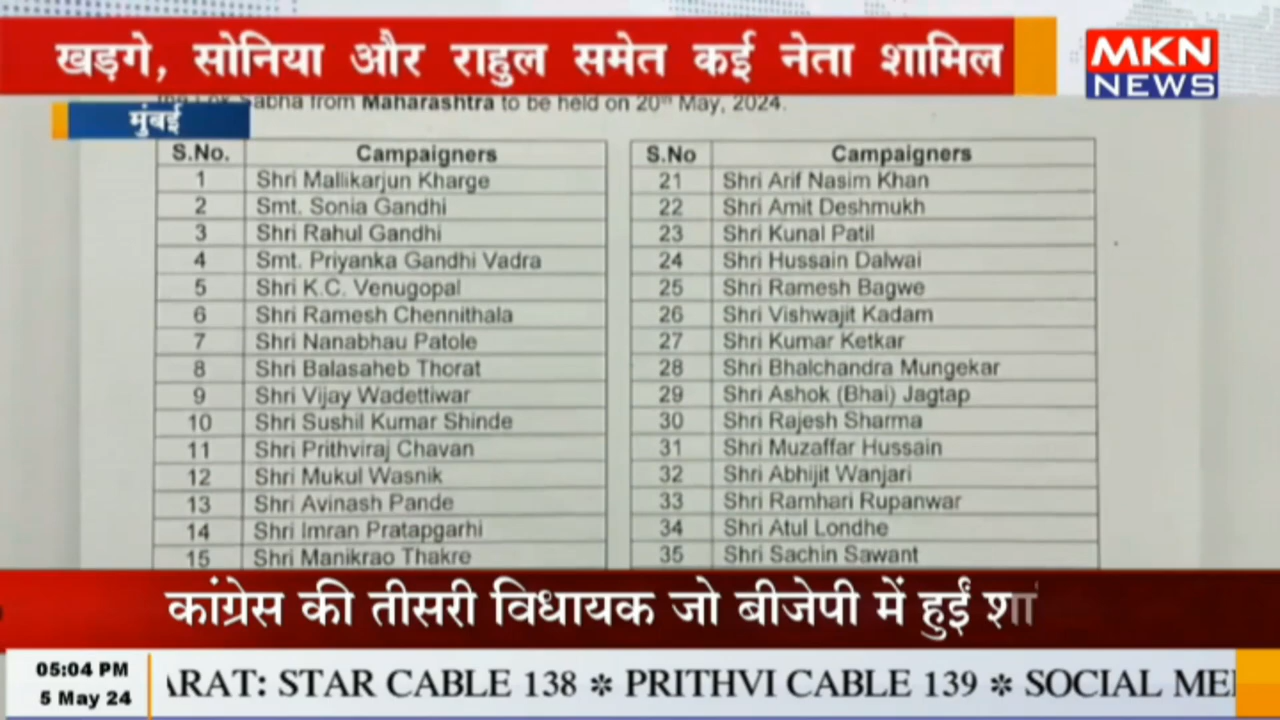 खड़गे, सोनिया और राहुल समेत कई नेता शामिल
MKN
NEWS
Sabha from Maharashtra to be held on 20th May, 2024.
मुंबई
S.No. Campaigners
1 Shri Mallikarjun Kharge
2 Smt. Sonia Gandhi
3 Shri Rahul Gandhi
4 Smt. Priyanka Gandhi Vadra
5 Shri K.C. Venugopal
6 Shri Ramesh Chennithala
7 Shri Nanabhau Patole
8 Shri Balasaheb Thorat
9 Shri Vijay Wadettiwar
10 Shri Sushil Kumar Shinde
11 Shri Prithviraj Chavan
12 Shri Mukul Wasnik
13 Shri Avinash Pande
14 Shri Imran Pratapgarhi
15 Shri Manikrao Thakre
S.No Campaigners
21 Shri Arif Nasim Khan
22 Shri Amit Deshmukh
23 Shri Kunal Patil
24 Shri Hussain Dalwai
25 Shri Ramesh Bagwe
26 Shri Vishwajit Kadam
27 Shri Kumar Ketkar
28 Shri Bhalchandra Mungekar
29 Shri Ashok (Bhai) Jagtap
30 Shri Rajesh Sharma
31 Shri Muzaffar Hussain
32 Shri Abhijit Wanjari
33 Shri Ramhari Rupanwar
34 Shri Atul Londhe
35 Shri Sachin Sawant
कांग्रेस की तीसरी विधायक जो बीजेपी में हुईं
05:04 PM
5 May 24
ARAT: STAR CABLE 138 * PRITHVI CABLE 139 * SOCIAL